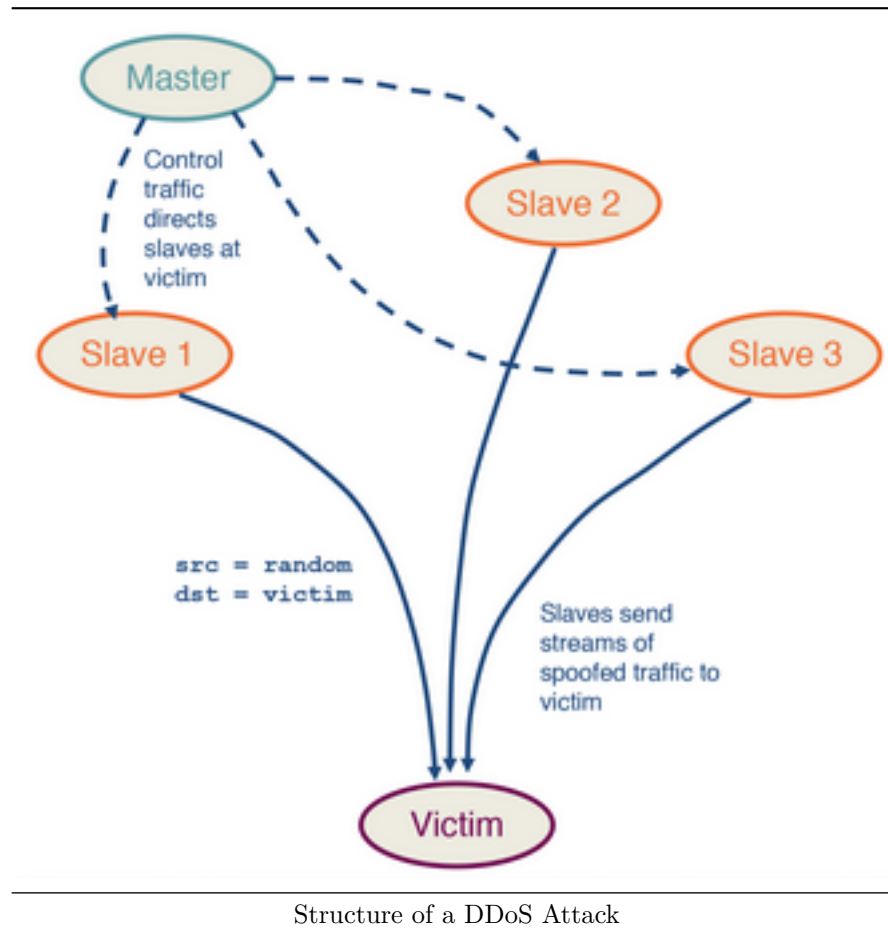 Master
Control
traffic
directs
slaves at
victim
Slave 2
Slave 1
Slave 3
src = random
dst = victim
Slaves send
streams of
spoofed traffic to
victim
Victim
Structure of a DDoS Attack